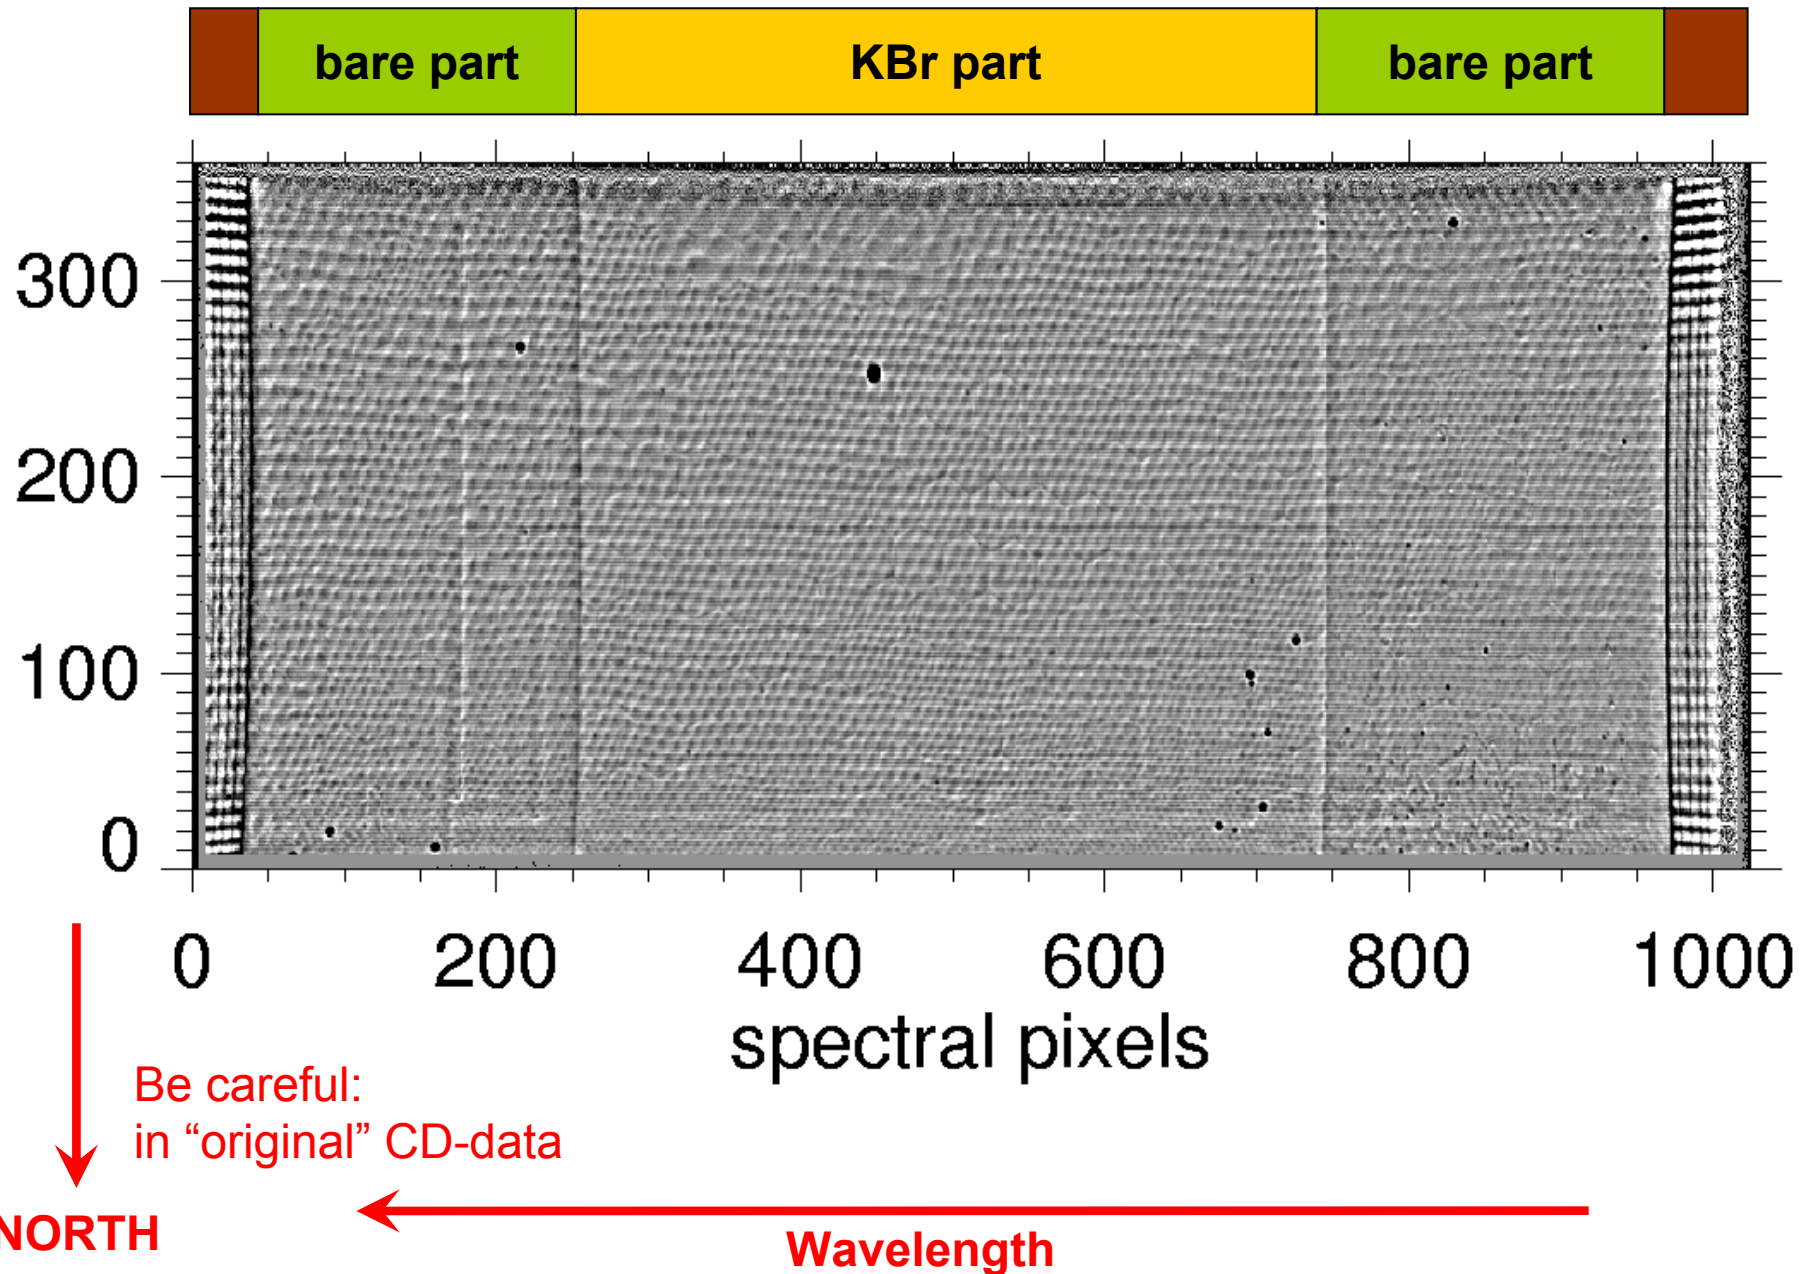 bare part KBr part bare part
300
200
100
0
0 200 400 600 800 1000
spectral pixels
Be careful:
in “original” CD-data
NORTH
Wavelength